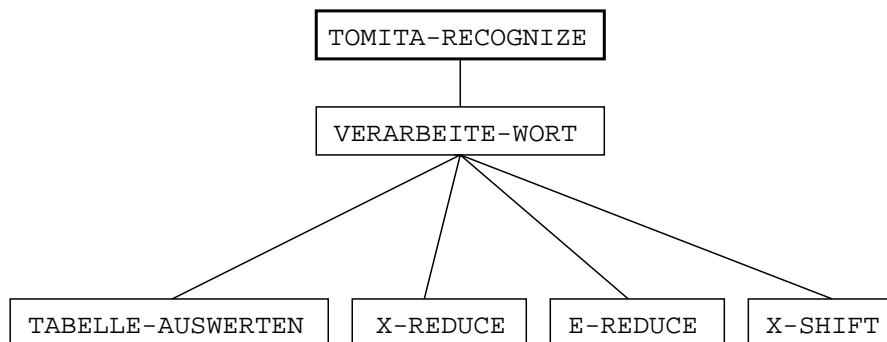 TOMITA-RECOGNIZE
VERARBEITE-WORT
TABELLE-AUSWERTEN X-REDUCE E-REDUCE X-SHIFT